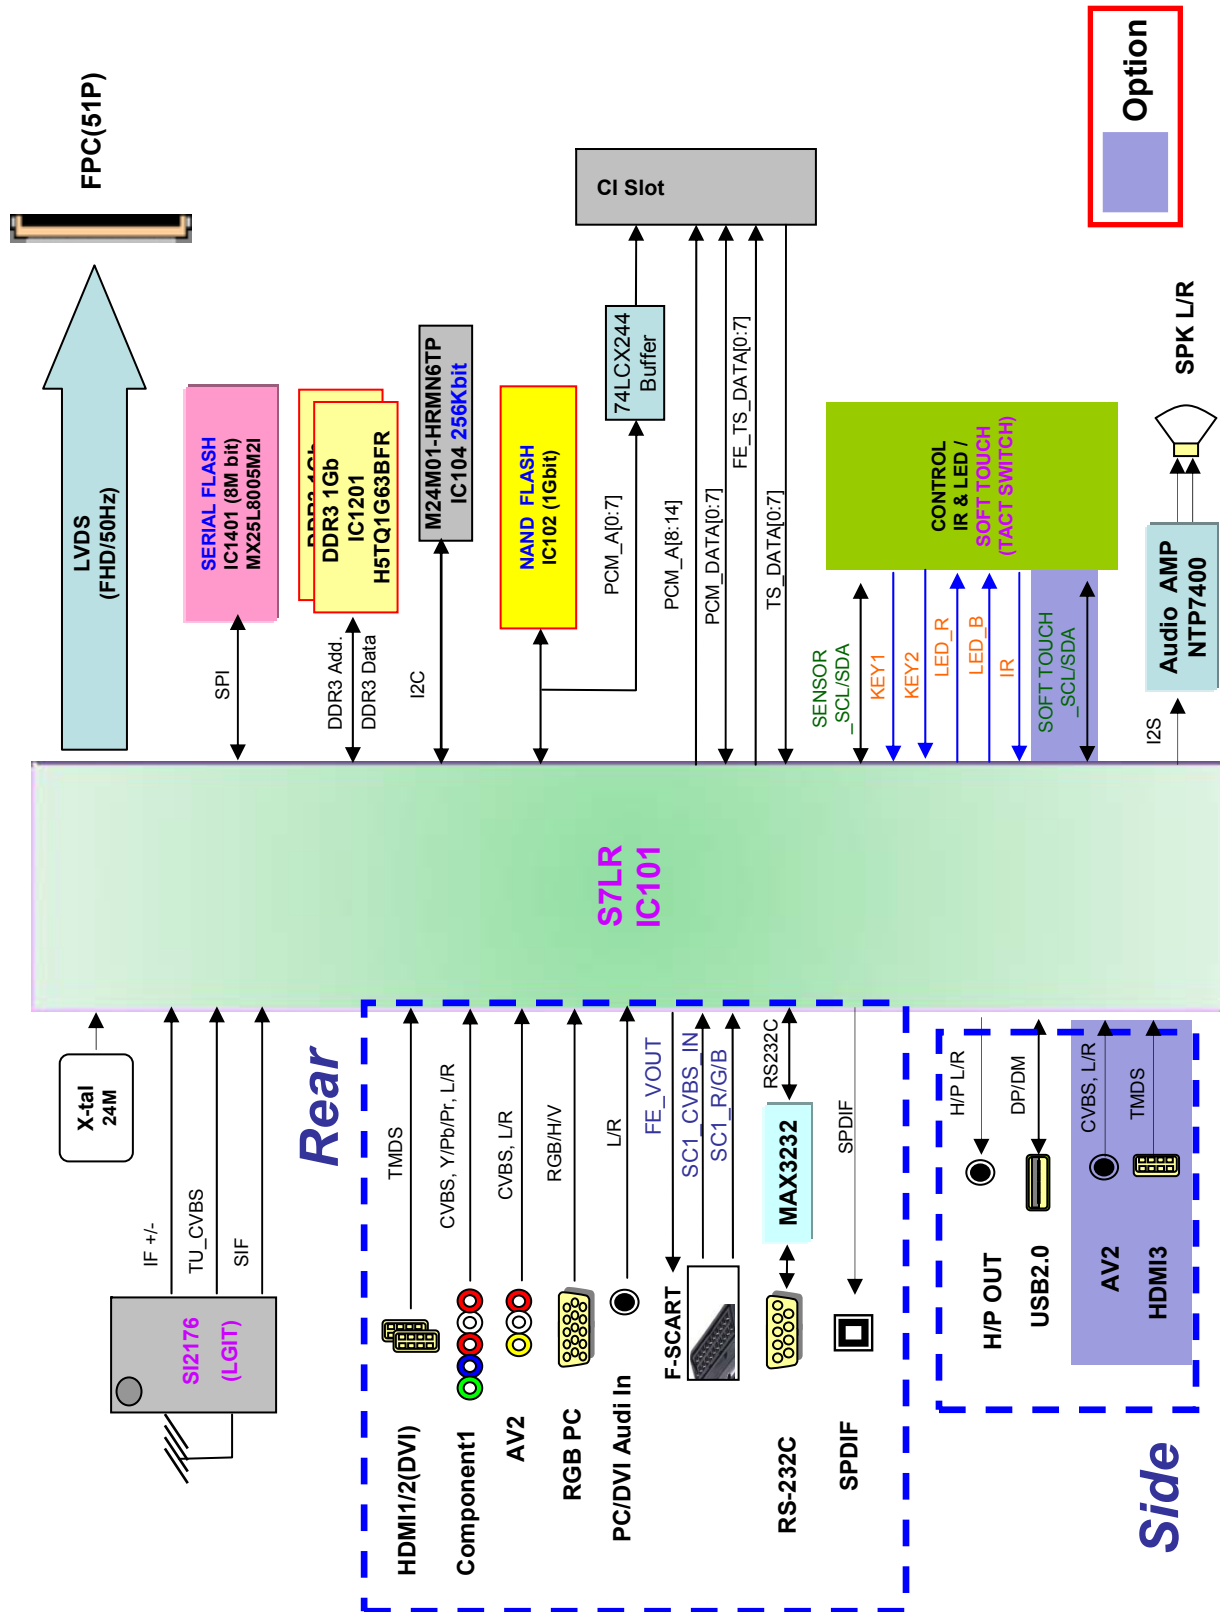 X-tal
24M
SI2176
(LGIT)
IF +/-
TU_CVBS
SIF
Rear
HDMI1/2(DVI)
TMDS
Component1
CVBS, Y/Pb/Pr, L/R
AV2
CVBS, L/R
RGB PC
RGB/H/V
PC/DVI Audi In
L/R
F-SCART
FE_VOUT
SC1_CVBS_IN
SC1_R/G/B
RS-232C
MAX3232
RS232C
SPDIF
SPDIF
Side
H/P OUT
H/P L/R
USB2.0
DP/DM
AV2
CVBS, L/R
HDMI3
TMDS
S7LR
IC101
LVDS
(FHD/50Hz)
FPC(51P)
SPI
SERIAL FLASH
IC1401 (8M bit)
MX25L8005M2I
DDR3 Add.
DDR3 Data
DDR3 1Gb
DDR3 1Gb
IC1201
H5TQ1G63BFR
I2C
M24M01-HRMN6TP
IC104 256Kbit
NAND FLASH
IC102 (1Gbit)
PCM_A[0:7]
74LCX244
Buffer
CI Slot
PCM_A[8:14]
PCM_DATA[0:7]
FE_TS_DATA[0:7]
TS_DATA[0:7]
SENSOR
_SCL/SDA
KEY1
KEY2
LED_R
LED_B
IR
SOFT TOUCH
_SCL/SDA
CONTROL
IR & LED /
SOFT TOUCH
(TACT SWITCH)
I2S
Audio AMP
NTP7400
SPK L/R
Option